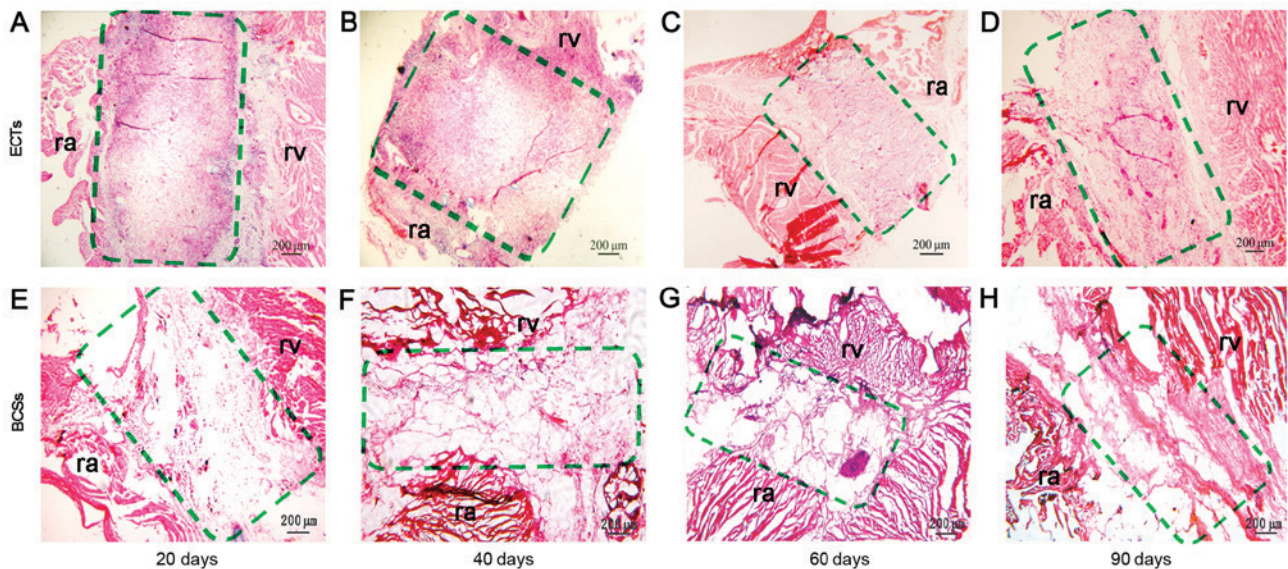 A
B
C
D
ECTs
ra
rv
200 μm
rv
ra
200 μm
ra
rv
200 μm
ra
rv
200 μm
E
F
G
H
BCSs
rv
ra
200 μm
rv
ra
200 μm
rv
ra
200 μm
rv
ra
200 μm
20 days
40 days
60 days
90 days